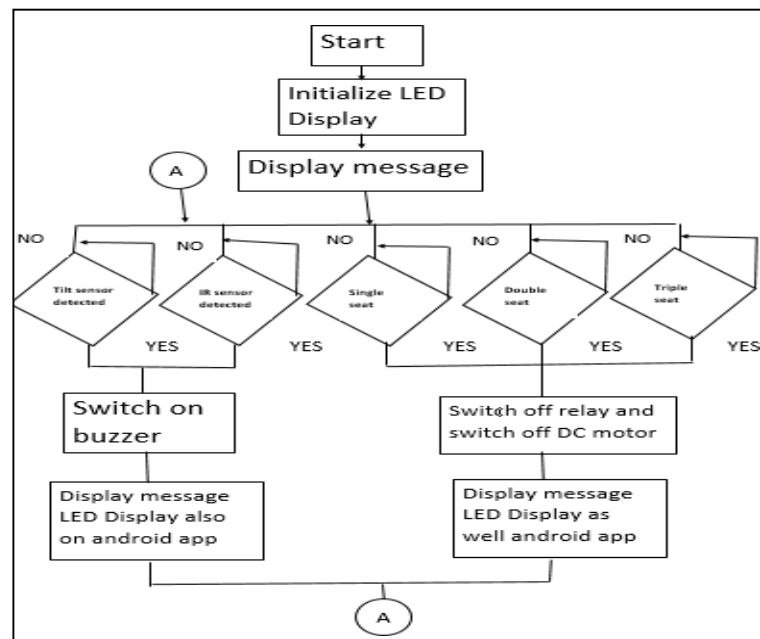 Start
Initialize LED
Display
A
Display message
NO
NO
NO
NO
NO
Tilt sensor
detected
IR sensor
detected
Single
seat
Double
seat
Triple
seat
YES
YES
YES
YES
YES
Switch on
buzzer
Switch off relay and
switch off DC motor
Display message
LED Display also
on android app
Display message
LED Display as
well android app
A